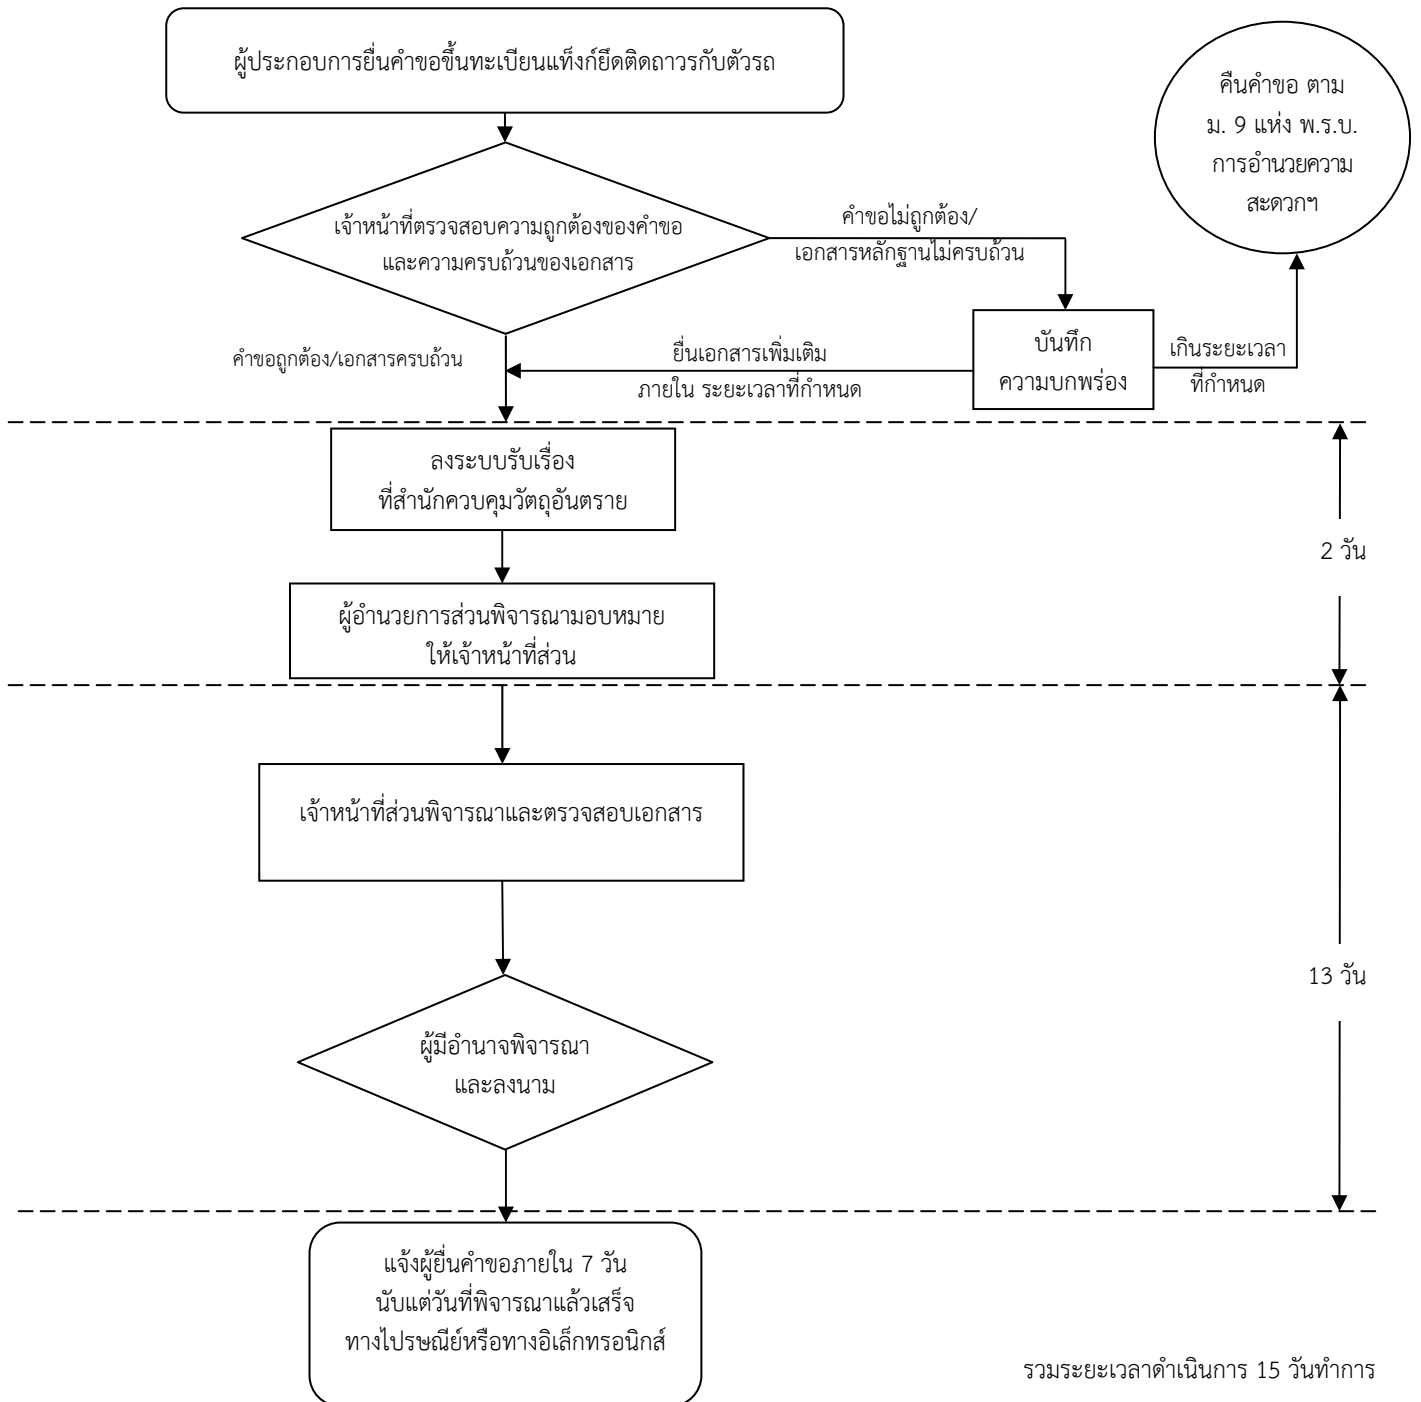 ผู้ประกอบการยื่นคำขอขึ้นทะเบียนแท็งก์ยึดติดถาวรกับตัวรถ
คืนคำขอ ตาม
ม. 9 แห่ง พ.ร.บ.
การอำนวยความ
สะดวกฯ
เจ้าหน้าที่ตรวจสอบความถูกต้องของคำขอ
และความครบถ้วนของเอกสาร
คำขอไม่ถูกต้อง/
เอกสารหลักฐานไม่ครบถ้วน
บันทึก
ความบกพร่อง
เกินระยะเวลา
ที่กำหนด
ยื่นเอกสารเพิ่มเติม
ภายใน ระยะเวลาที่กำหนด
คำขอถูกต้อง/เอกสารครบถ้วน
ลงระบบรับเรื่อง
ที่สำนักควบคุมวัตถุอันตราย
2 วัน
ผู้อำนวยการส่วนพิจารณามอบหมาย
ให้เจ้าหน้าที่ส่วน
เจ้าหน้าที่ส่วนพิจารณาและตรวจสอบเอกสาร
13 วัน
ผู้มีอำนาจพิจารณา
และลงนาม
แจ้งผู้ยื่นคำขอภายใน 7 วัน
นับแต่วันที่พิจารณาแล้วเสร็จ
ทางไปรษณีย์หรือทางอิเล็กทรอนิกส์
รวมระยะเวลาดำเนินการ 15 วันทำการ